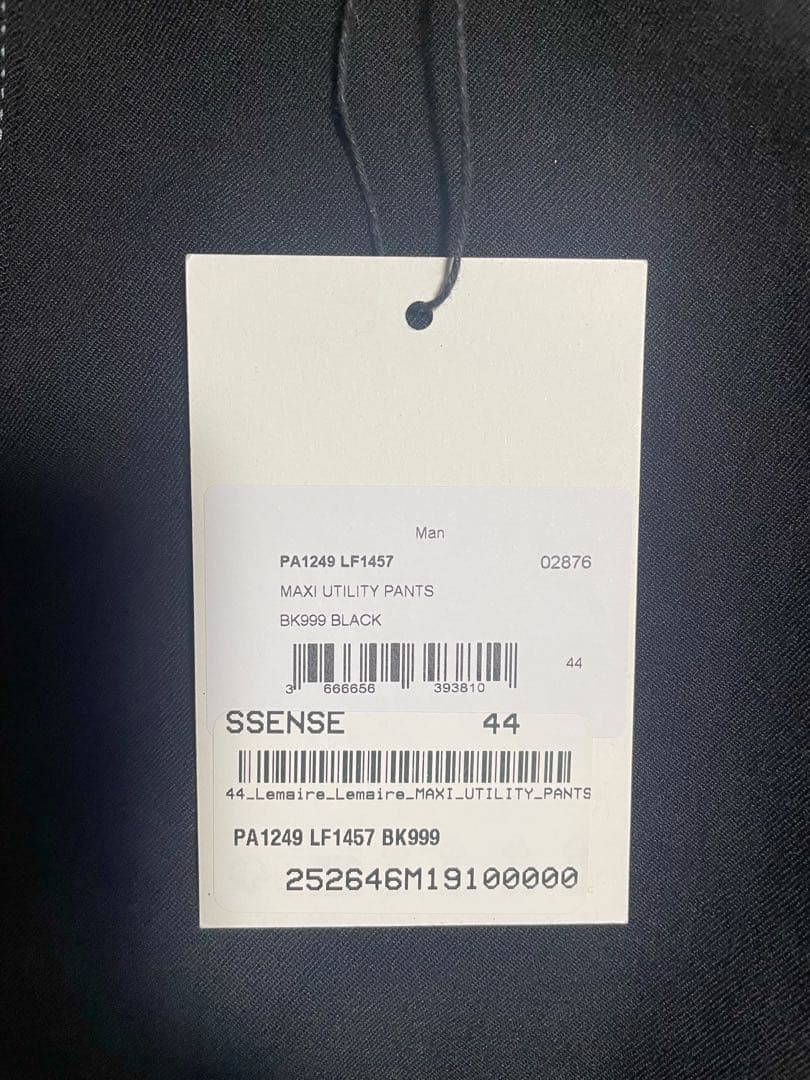 Man
PA1249 LF1457 02876
MAXI UTILITY PANTS
BK999 BLACK
44
3 666656 393810
SSENSE 44
44_Lemaire_Lemaire_MAXI_UTILITY_PANTS
PA1249 LF1457 BK999
252646M19100000